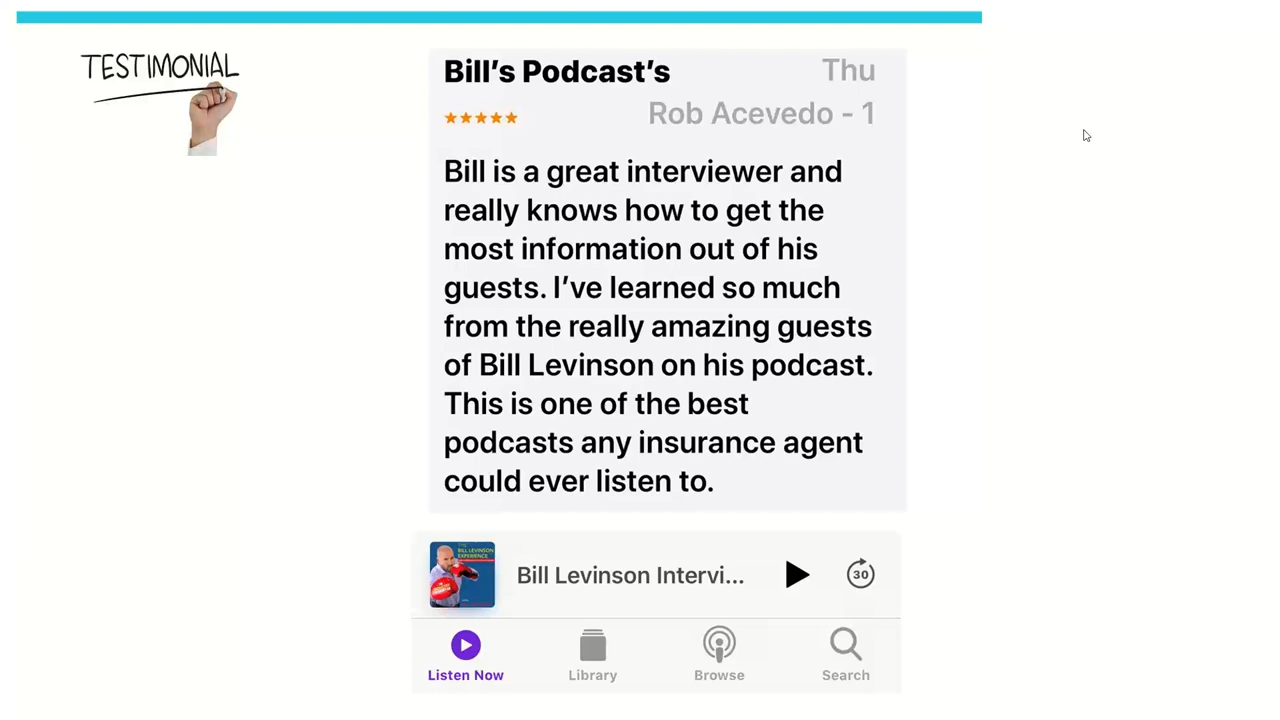 TESTIMONIAL
Bill’s Podcast’s
Thu
Rob Acevedo - 1
Bill is a great interviewer and
really knows how to get the
most information out of his
guests. I’ve learned so much
from the really amazing guests
of Bill Levinson on his podcast.
This is one of the best
podcasts any insurance agent
could ever listen to.
BILL LEVINSON
EXPERIENCE
Bill Levinson Intervi...
30
Listen Now
Library
Browse
Search